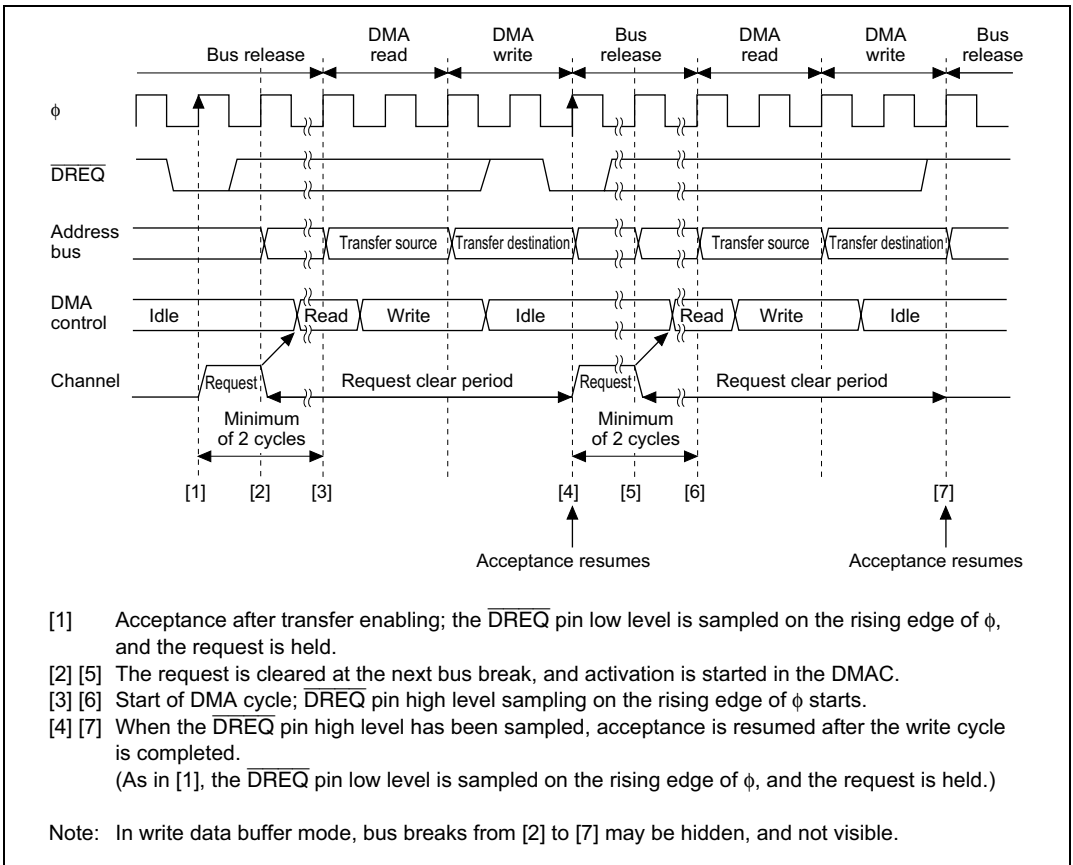 Bus release
DMA
read
DMA
write
Bus
release
DMA
read
DMA
write
Bus
release
φ
DREQ
Address
bus
Transfer source
Transfer destination
Transfer source
Transfer destination
DMA
control
Idle
Read
Write
Idle
Read
Write
Idle
Channel
Request
Request clear period
Request
Request clear period
Minimum
of 2 cycles
Minimum
of 2 cycles
[1]
[2]
[3]
[4]
[5]
[6]
[7]
Acceptance resumes
Acceptance resumes
[1] Acceptance after transfer enabling; the DREQ pin low level is sampled on the rising edge of φ,
and the request is held.
[2] [5] The request is cleared at the next bus break, and activation is started in the DMAC.
[3] [6] Start of DMA cycle; DREQ pin high level sampling on the rising edge of φ starts.
[4] [7] When the DREQ pin high level has been sampled, acceptance is resumed after the write cycle
is completed.
(As in [1], the DREQ pin low level is sampled on the rising edge of φ, and the request is held.)
Note: In write data buffer mode, bus breaks from [2] to [7] may be hidden, and not visible.